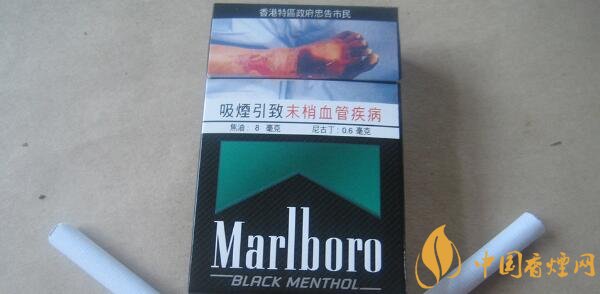 香港特區政府忠告市民
吸煙引致末梢血管疾病
焦油: 8 毫克 尼古丁: 0.6 毫克
Marlboro
BLACK MENTHOL
中国香烟网